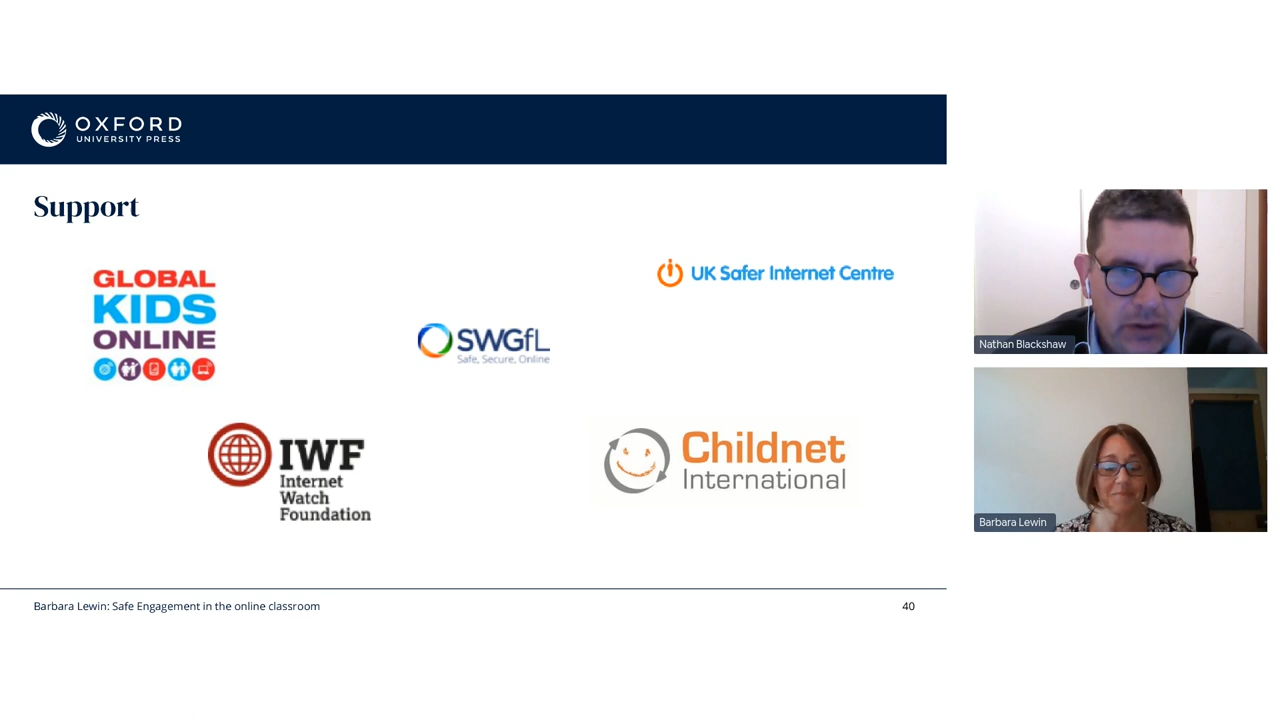 OXFORD
UNIVERSITY PRESS
Support
GLOBAL
KIDS
ONLINE
UK Safer Internet Centre
SWGfL
Safe, Secure, Online
IWF
Internet
Watch
Foundation
Childnet
International
Barbara Lewin: Safe Engagement in the online classroom
40
Nathan Blackshaw
Barbara Lewin